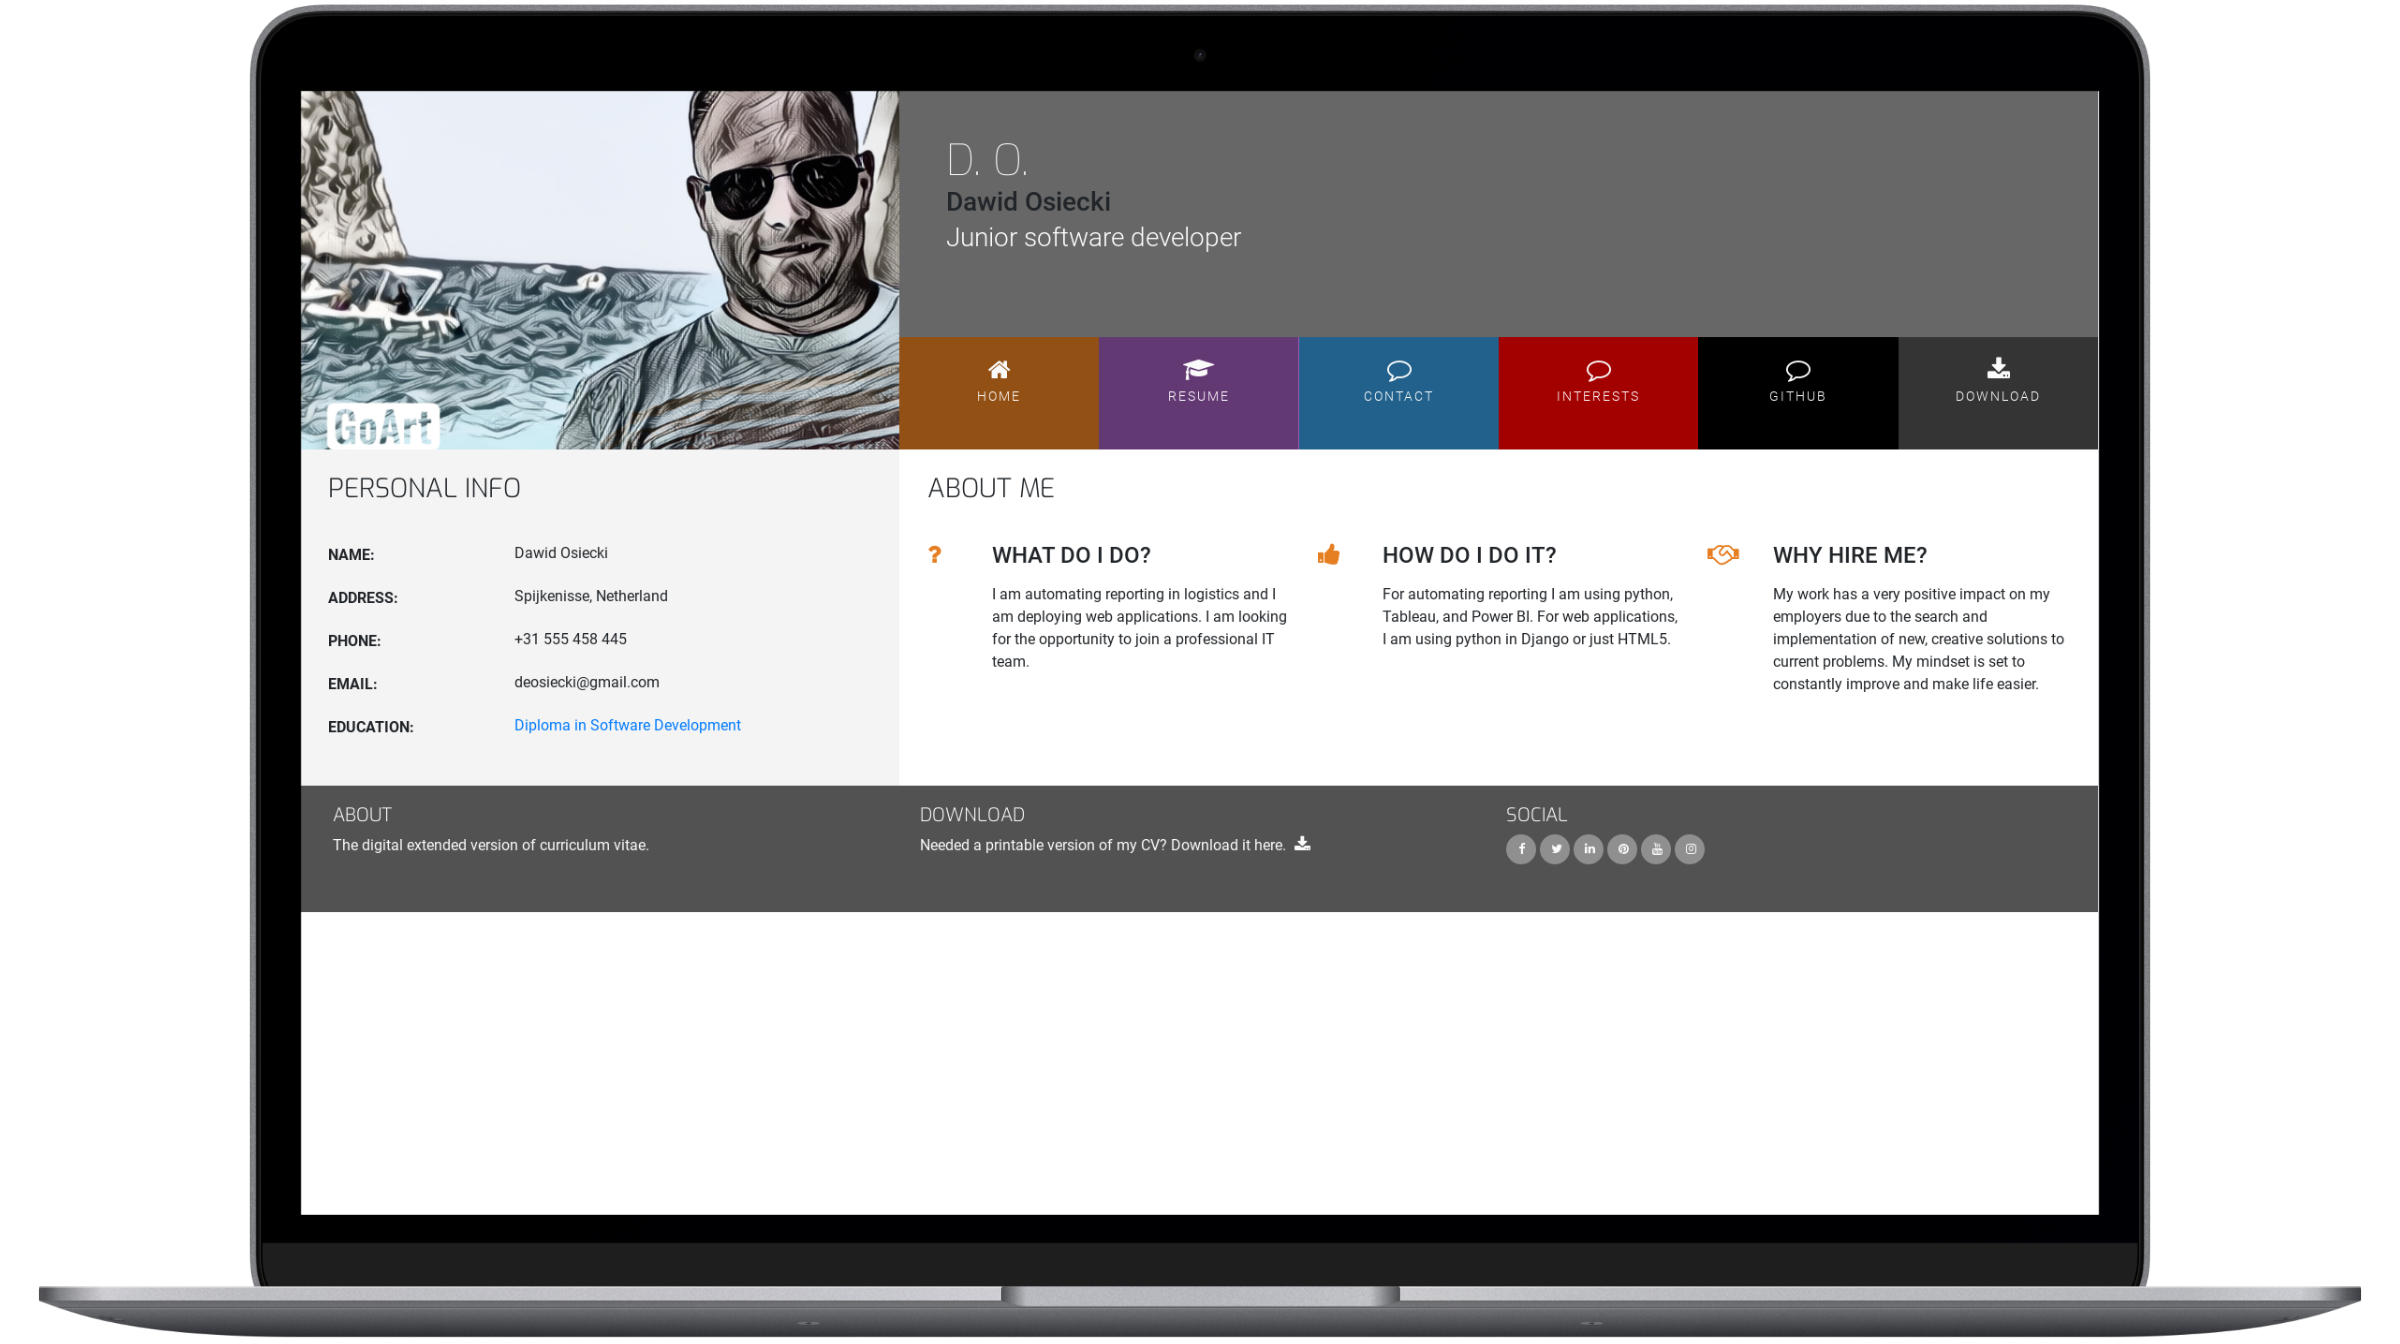 D. O.
Dawid Osiecki
Junior software developer
GoArt
HOME
RESUME
CONTACT
INTERESTS
GITHUB
DOWNLOAD
PERSONAL INFO
NAME: Dawid Osiecki
ADDRESS: Spijkenisse, Netherland
PHONE: +31 555 458 445
EMAIL: deosiecki@gmail.com
EDUCATION: Diploma in Software Development
ABOUT ME
WHAT DO I DO?
I am automating reporting in logistics and I
am deploying web applications. I am looking
for the opportunity to join a professional IT
team.
HOW DO I DO IT?
For automating reporting I am using python,
Tableau, and Power BI. For web applications,
I am using python in Django or just HTML5.
WHY HIRE ME?
My work has a very positive impact on my
employers due to the search and
implementation of new, creative solutions to
current problems. My mindset is set to
constantly improve and make life easier.
ABOUT
The digital extended version of curriculum vitae.
DOWNLOAD
Needed a printable version of my CV? Download it here.
SOCIAL